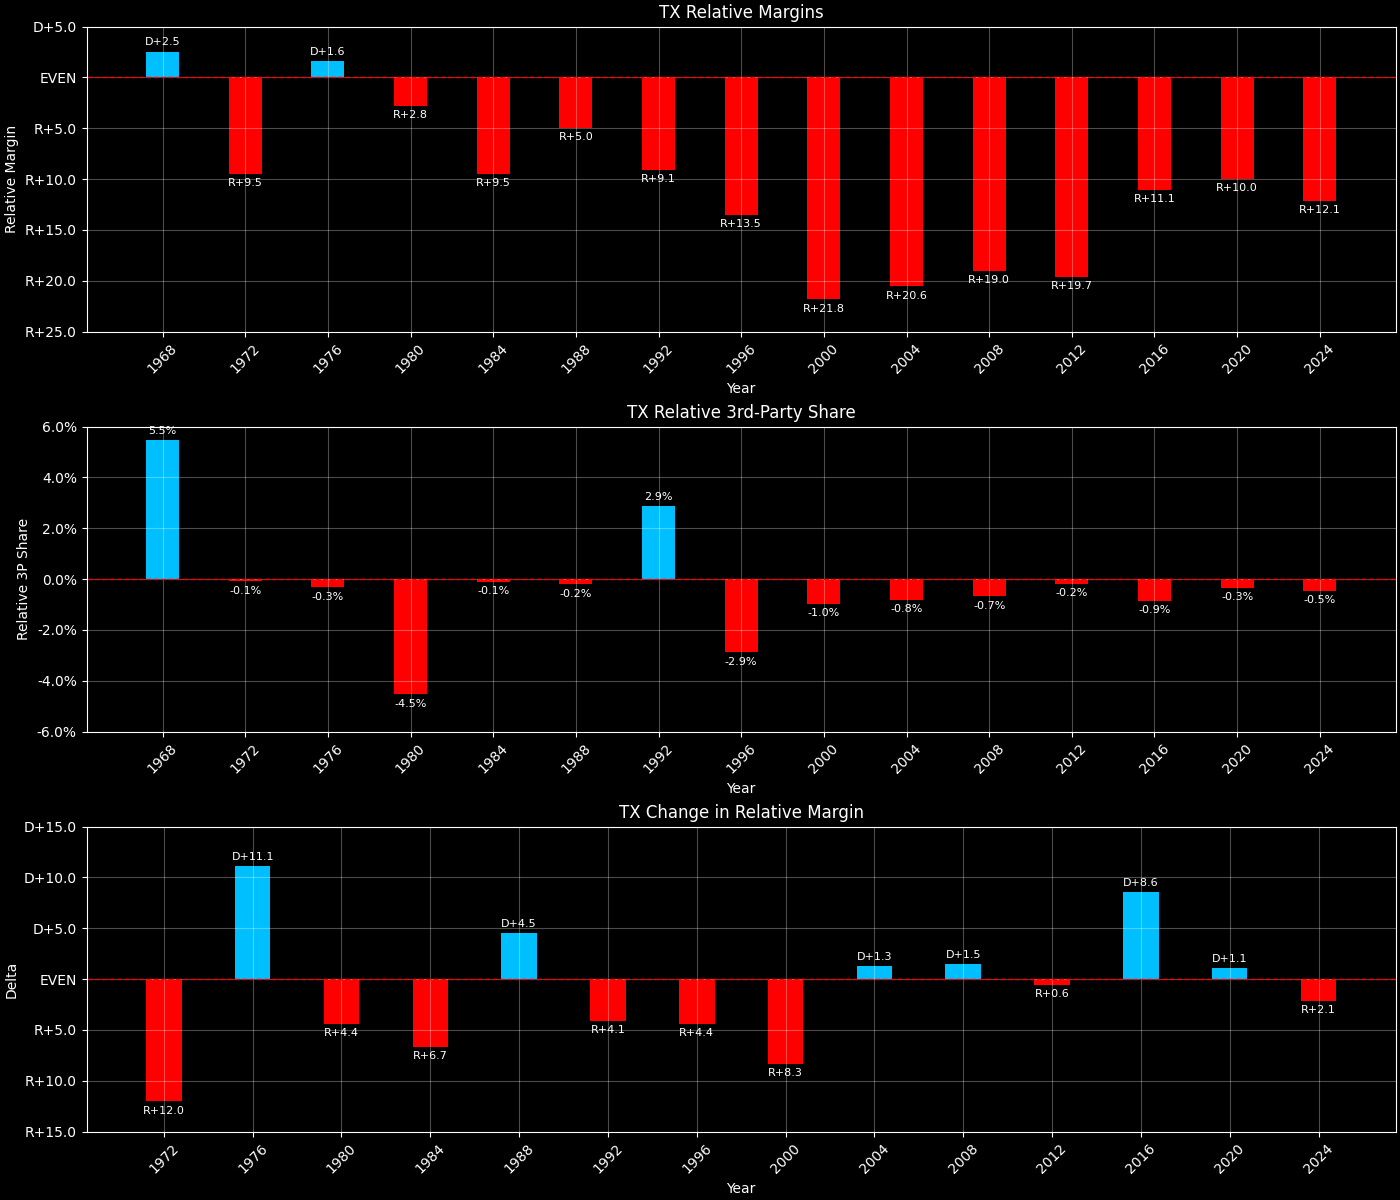 TX Relative Margins
D+5.0
EVEN
R+5.0
R+10.0
R+15.0
R+20.0
R+25.0
Relative Margin
D+2.5
R+9.5
D+1.6
R+2.8
R+9.5
R+5.0
R+9.1
R+13.5
R+21.8
R+20.6
R+19.0
R+19.7
R+11.1
R+10.0
R+12.1
1968
1972
1976
1980
1984
1988
1992
1996
2000
2004
2008
2012
2016
2020
2024
Year
TX Relative 3rd-Party Share
6.0%
4.0%
2.0%
0.0%
-2.0%
-4.0%
-6.0%
Relative 3P Share
5.5%
-0.1%
-0.3%
-4.5%
-0.1%
-0.2%
2.9%
-2.9%
-1.0%
-0.8%
-0.7%
-0.2%
-0.9%
-0.3%
-0.5%
1968
1972
1976
1980
1984
1988
1992
1996
2000
2004
2008
2012
2016
2020
2024
Year
TX Change in Relative Margin
D+15.0
D+10.0
D+5.0
EVEN
R+5.0
R+10.0
R+15.0
Delta
R+12.0
D+11.1
R+4.4
R+6.7
D+4.5
R+4.1
R+4.4
R+8.3
D+1.3
D+1.5
R+0.6
D+8.6
D+1.1
R+2.1
1972
1976
1980
1984
1988
1992
1996
2000
2004
2008
2012
2016
2020
2024
Year